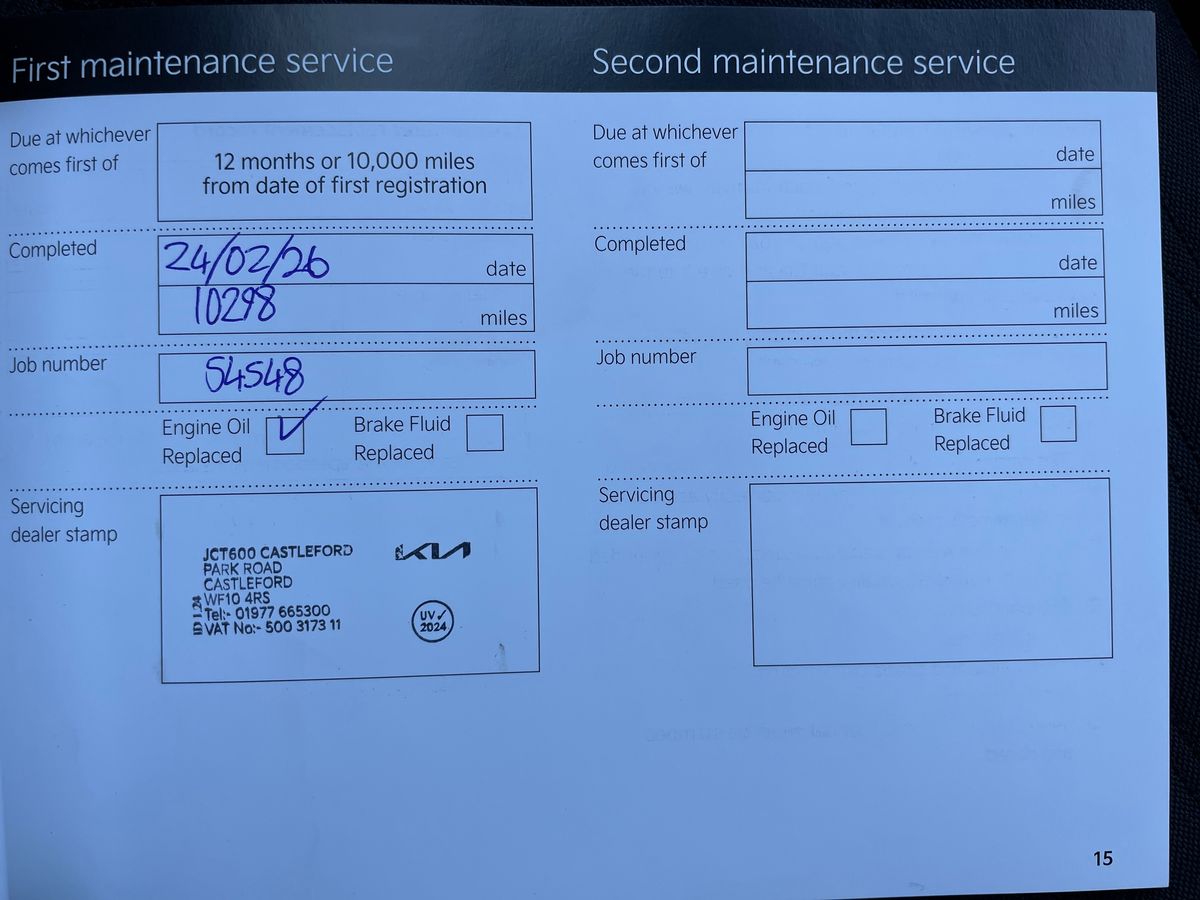 First maintenance service
Due at whichever
comes first of
12 months or 10,000 miles
from date of first registration
Completed
24/02/26 date
10298 miles
Job number
54548
Engine Oil
Replaced
Brake Fluid
Replaced
Servicing
dealer stamp
JCT600 CASTLEFORD
PARK ROAD
CASTLEFORD
WF10 4RS
Tel:- 01977 665300
VAT No:- 500 3173 11
KIA
UV✓
2024
Second maintenance service
Due at whichever
comes first of
date
miles
Completed
date
miles
Job number
Engine Oil
Replaced
Brake Fluid
Replaced
Servicing
dealer stamp
15